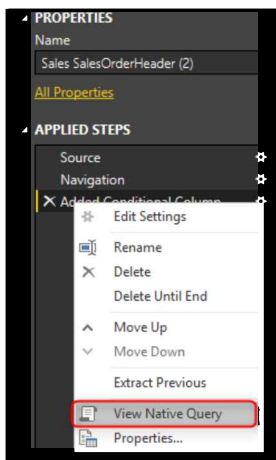 PROPERTIES
Name
Sales SalesOrderHeader (2)
All Properties
APPLIED STEPS
Source
Navigation
Added Conditional Column
Edit Settings
Rename
Delete
Delete Until End
Move Up
Move Down
Extract Previous
View Native Query
Properties...